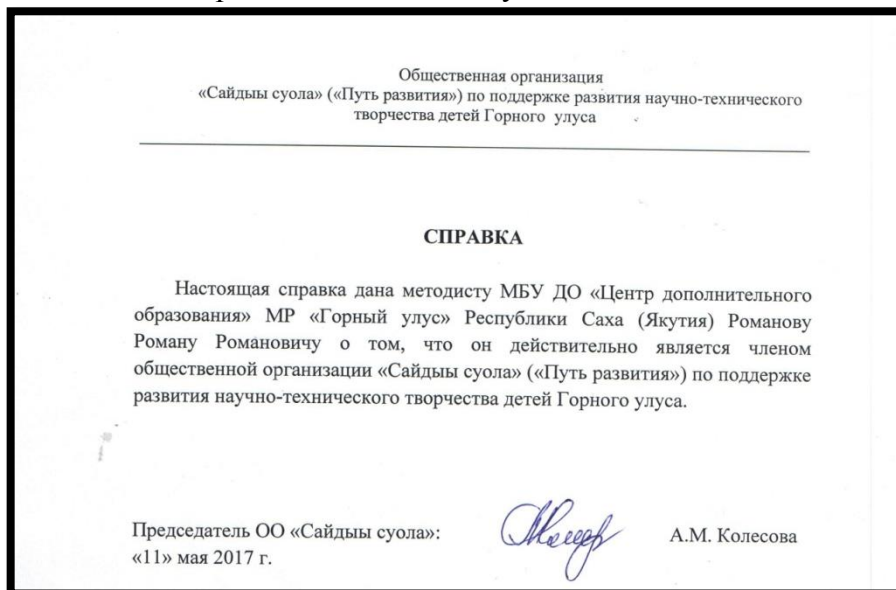 Общественная организация
«Сайдыы суола» («Путь развития») по поддержке развития научно-технического
творчества детей Горного улуса
СПРАВКА
Настоящая справка дана методисту МБУ ДО «Центр дополнительного
образования» МР «Горный улус» Республики Саха (Якутия) Романову
Роману Романовичу о том, что он действительно является членом
общественной организации «Сайдыы суола» («Путь развития») по поддержке
развития научно-технического творчества детей Горного улуса.
Председатель ОО «Сайдыы суола»: А.М. Колесова
«11» мая 2017 г.